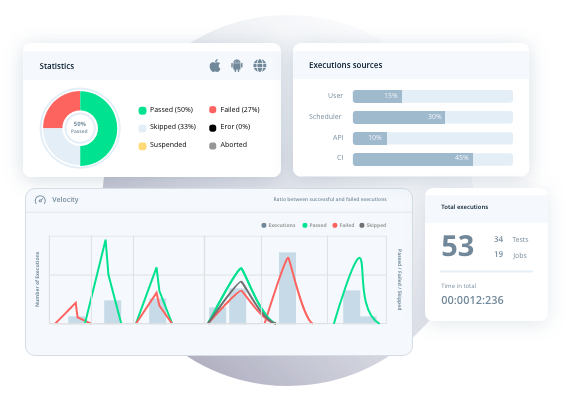 Statistics
50%
Passed
Passed (50%)
Failed (27%)
Skipped (33%)
Eror (0%)
Suspended
Aborted
Executions sources
User
15%
Scheduler
30%
API
10%
CI
45%
Velocity
Ratio between successful and failed executions
Executions
Passed
Failed
Skipped
Number of Executions
Passed / Failed / Skipped
Total executions
53
34 Tests
19 Jobs
Time in total
00:0012:236